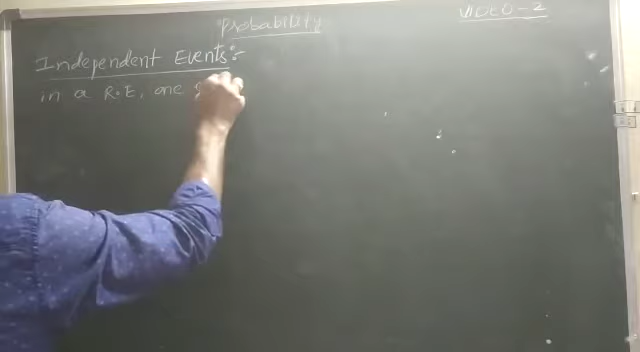 Probability
VIDEO-2
Independent Events:-
in a R.E, one